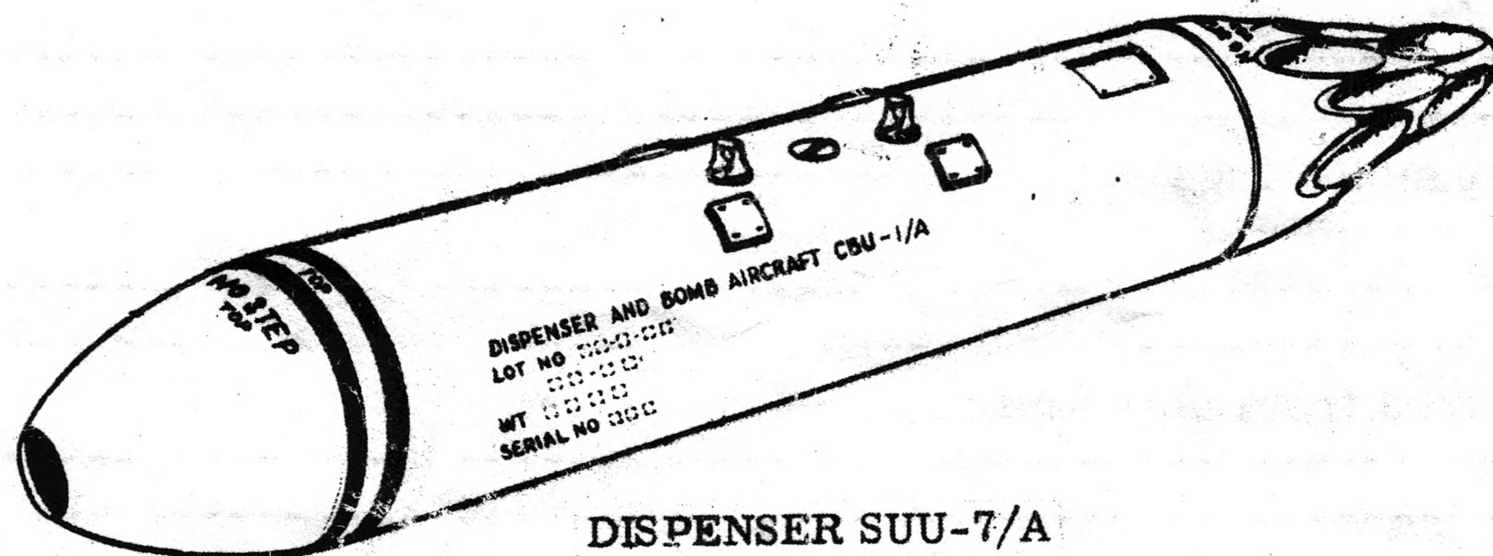 NO STEP
TOP
TOP
DISPENSER AND BOMB AIRCRAFT CBU-1/A
LOT NO
WT
SERIAL NO
DISPENSER SUU-7/A